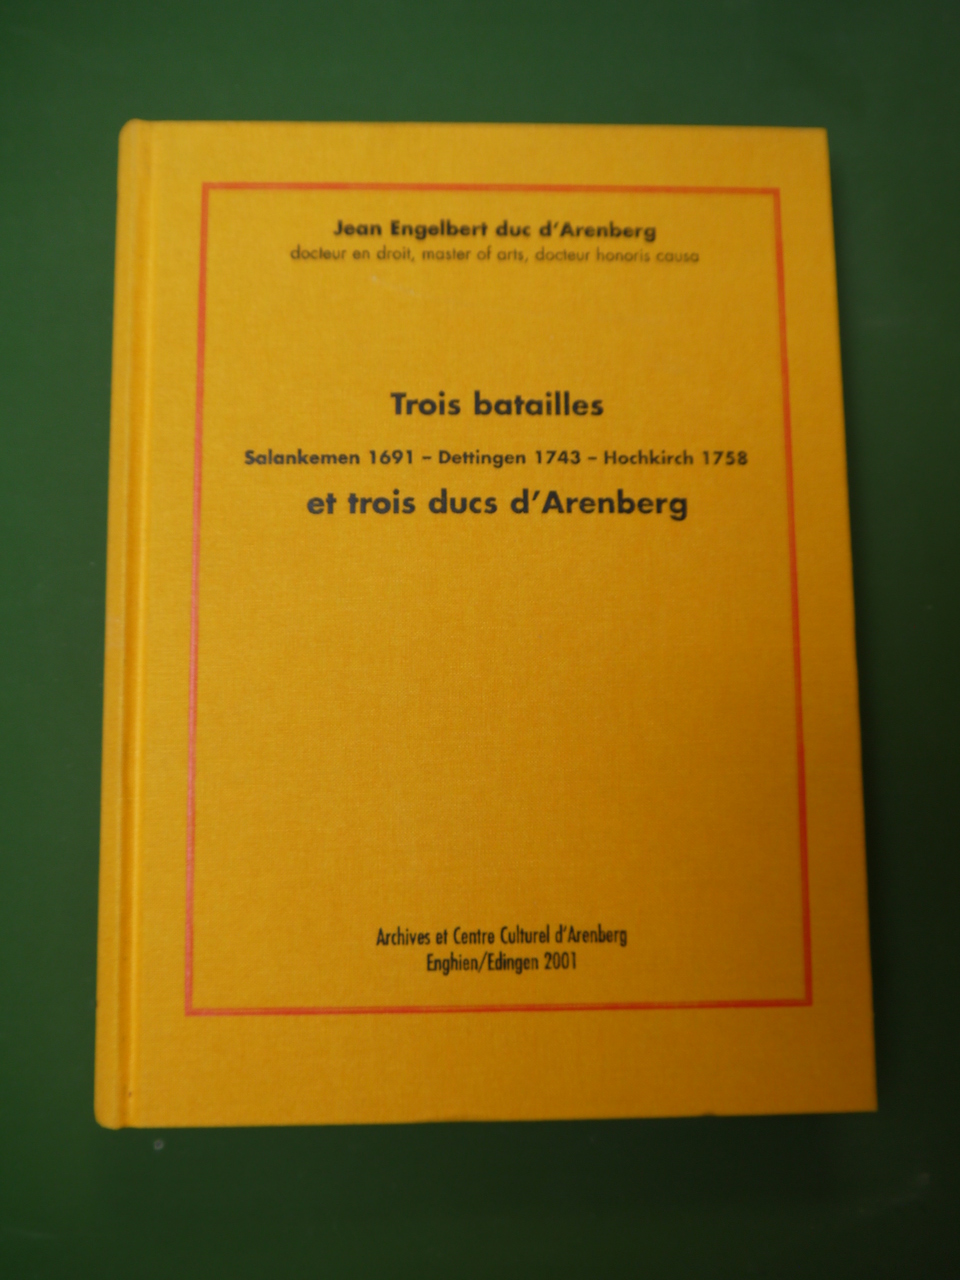 Jean Engelbert duc d'Arenberg
docteur en droit, master of arts, docteur honoris causa
Trois batailles
Salankemen 1691 – Dettingen 1743 – Hochkirch 1758
et trois ducs d'Arenberg
Archives et Centre Culturel d'Arenberg
Enghien/Edingen 2001